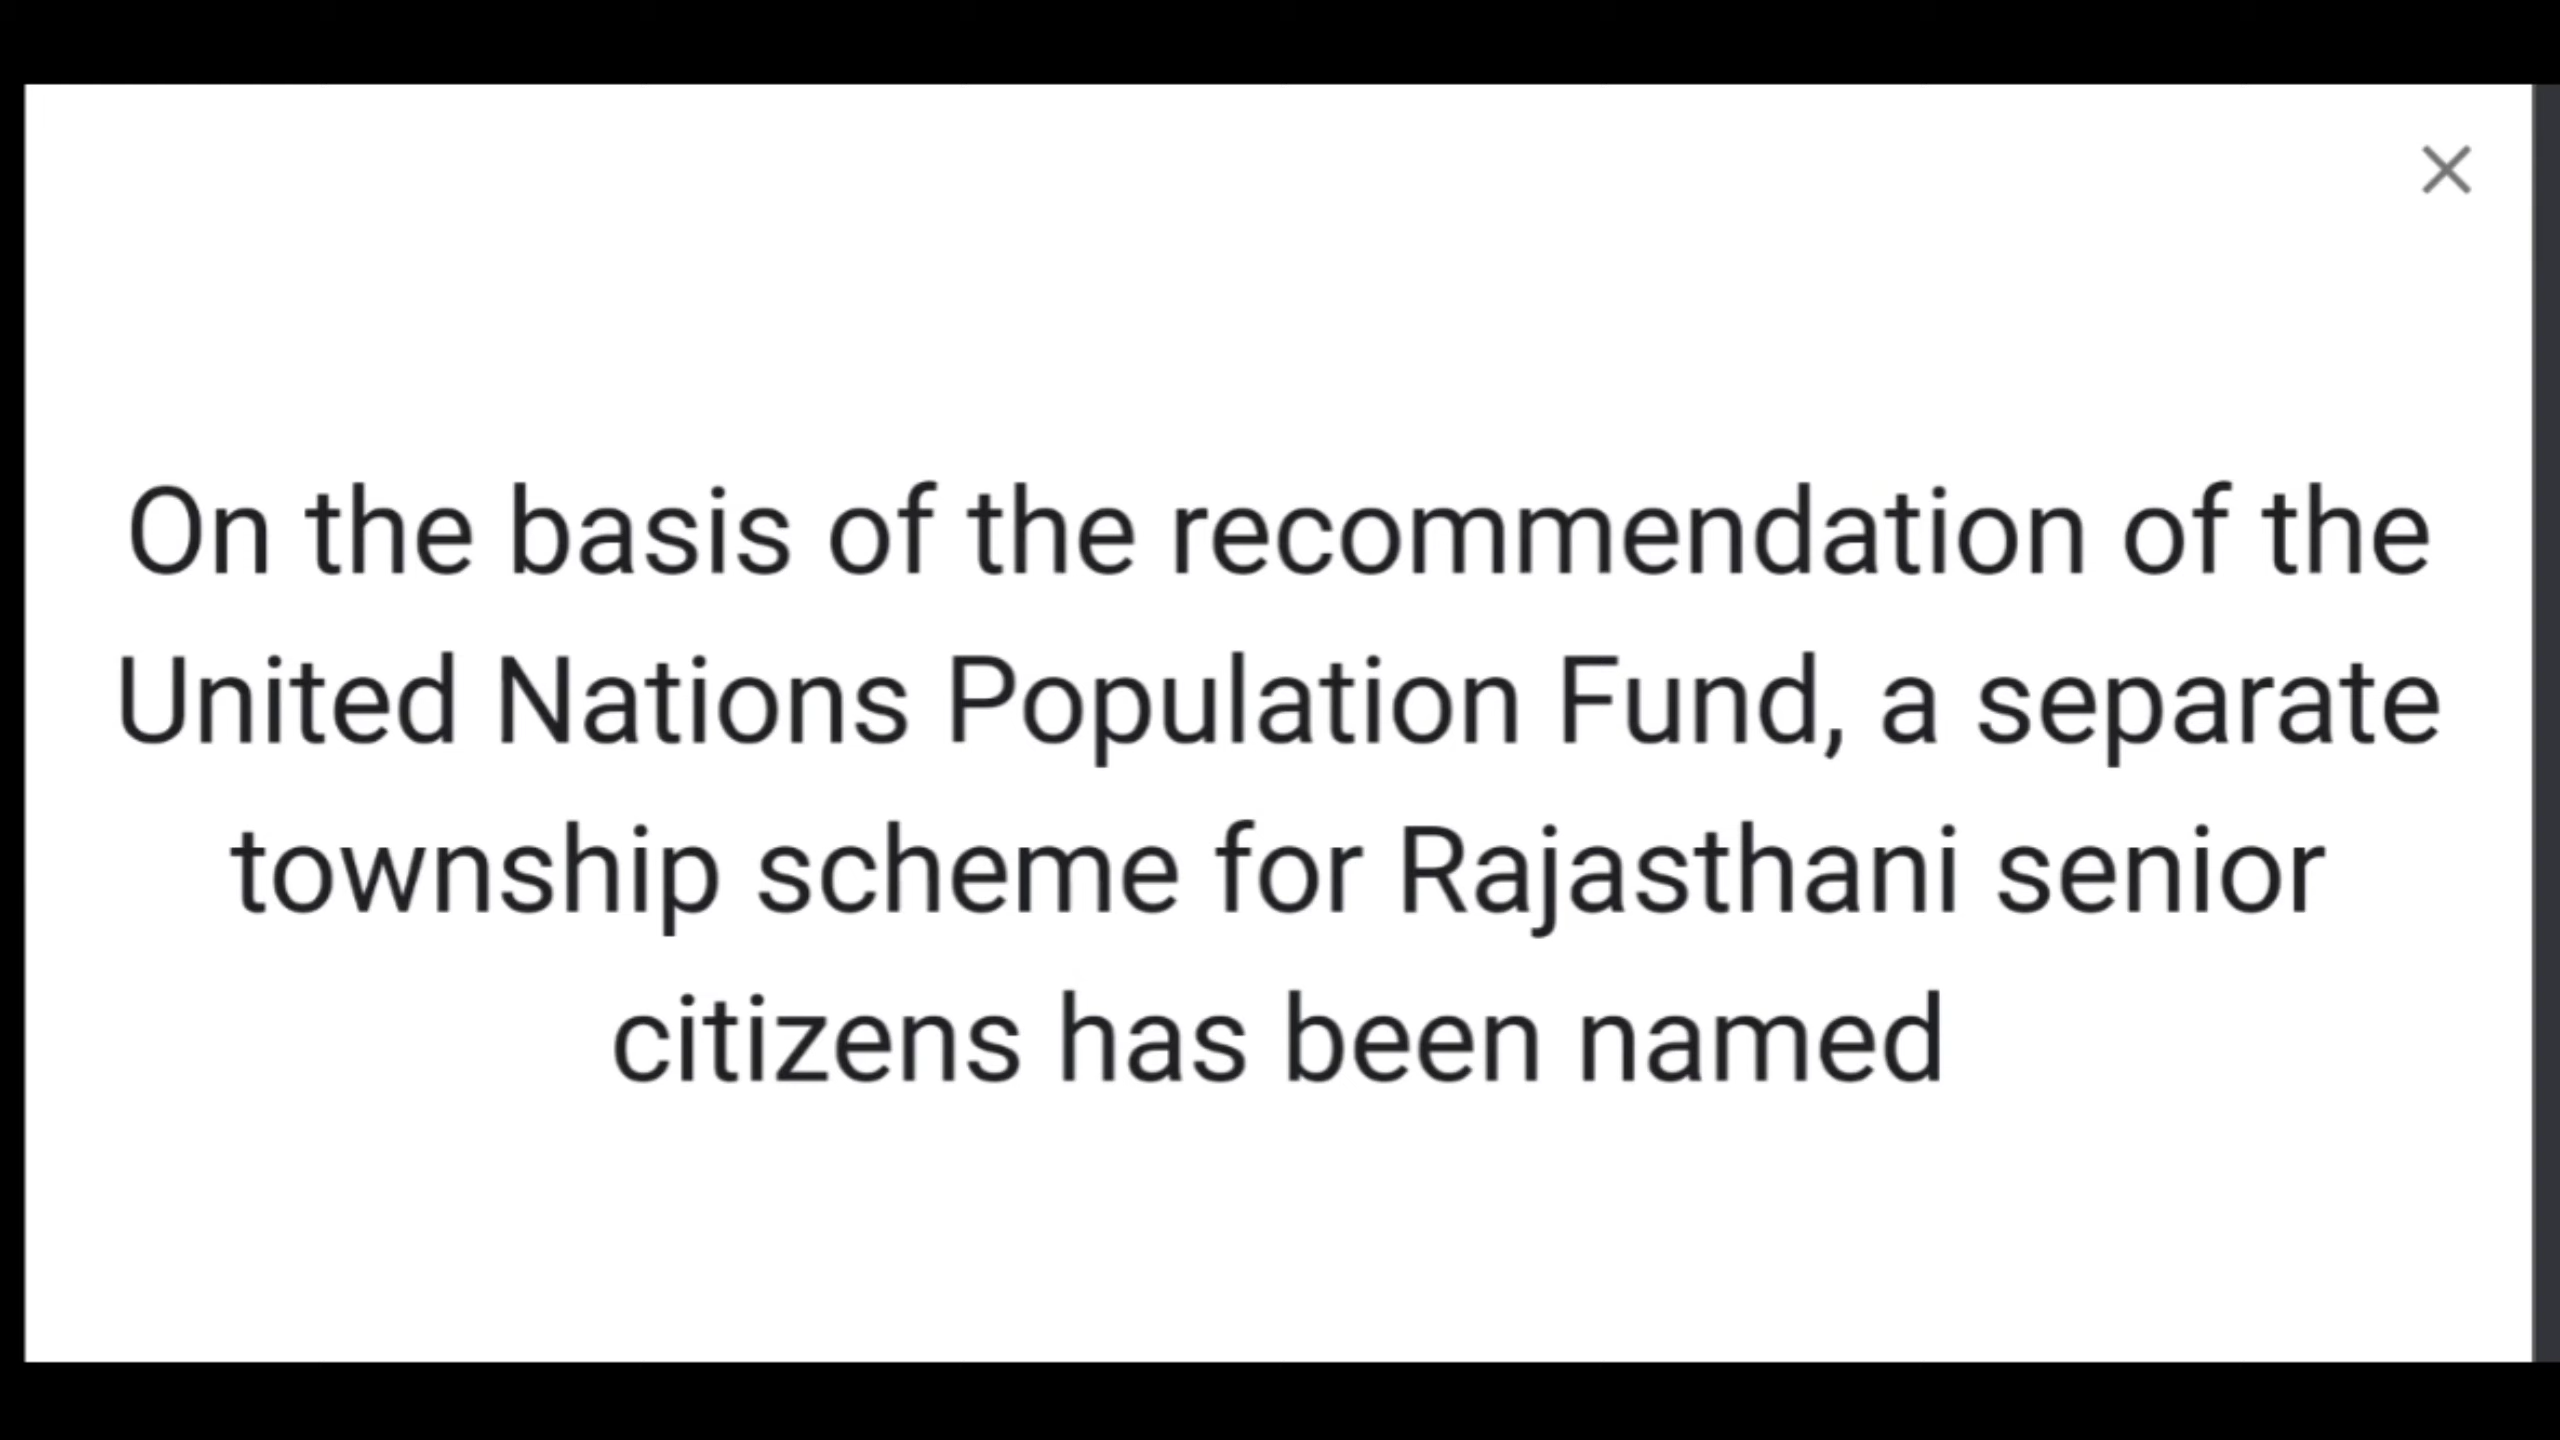 On the basis of the recommendation of the
United Nations Population Fund, a separate
township scheme for Rajasthani senior
citizens has been named